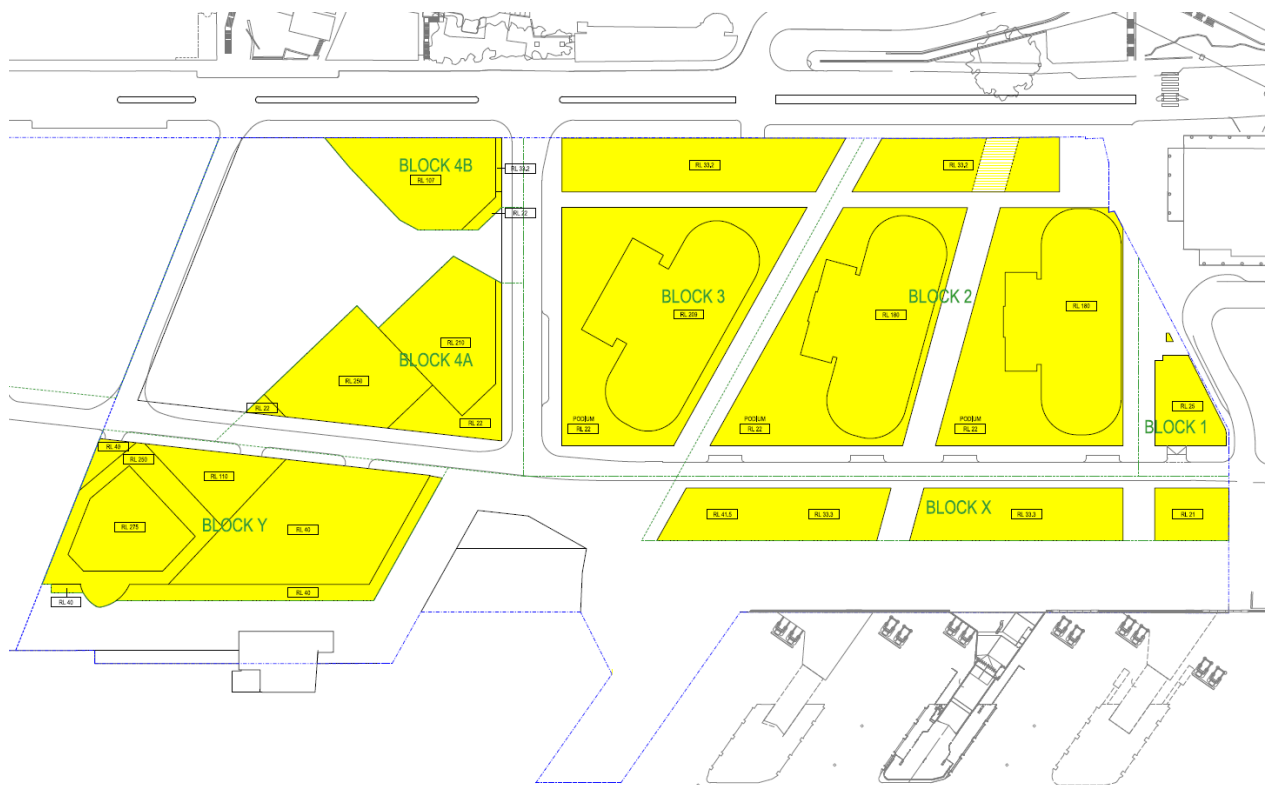 BLOCK 4B
RL 107
RL 33.2
RL 22
RL 33.2
RL 33.2
BLOCK 3
RL 209
PODIUM
RL 22
BLOCK 2
RL 180
PODIUM
RL 22
RL 180
PODIUM
RL 22
RL 210
BLOCK 4A
RL 250
RL 22
RL 22
RL 25
BLOCK 1
RL 49
RL 250
RL 110
RL 275
BLOCK Y
RL 40
RL 40
RL 40
RL 41.5
RL 33.3
BLOCK X
RL 33.3
RL 21